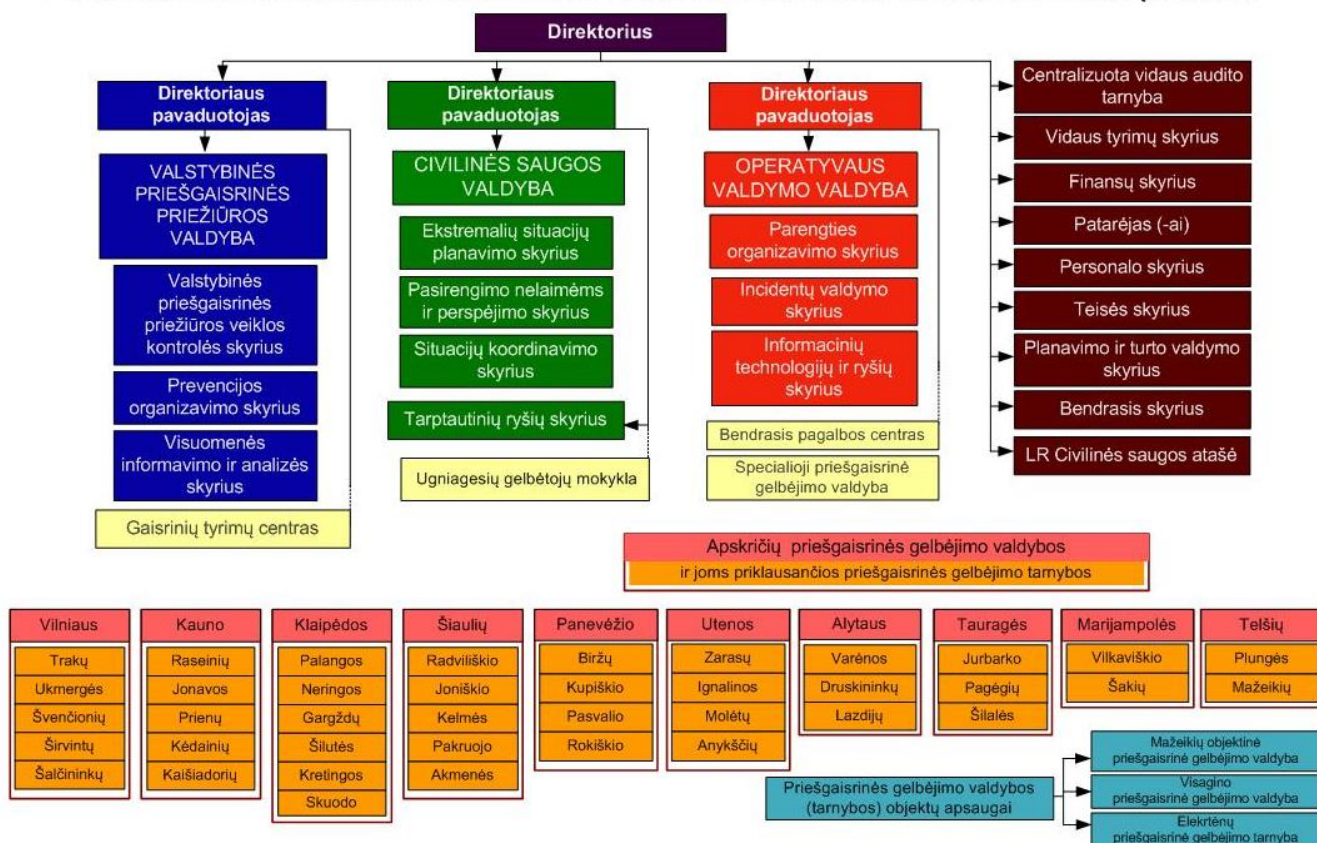 Direktorius
Direktoriaus
pavaduotojas
VALSTYBINĖS
PRIEŠGAISRINĖS
PRIEŽIŪROS
VALDYBA
Valstybinės
priešgaisrinės
priežiūros veiklos
kontrolės skyrius
Prevencijos
organizavimo skyrius
Visuomenės
informavimo ir analizės
skyrius
Gaisrinių tyrimų centras
Direktoriaus
pavaduotojas
CIVILINĖS SAUGOS
VALDYBA
Ekstremalių situacijų
planavimo skyrius
Pasirengimo nelaimėms
ir perspėjimo skyrius
Situacijų koordinavimo
skyrius
Tarptautinių ryšių skyrius
Ugniagesių gelbėtojų mokykla
Direktoriaus
pavaduotojas
OPERATYVAUS
VALDYMO VALDYBA
Parengties
organizavimo skyrius
Incidentų valdymo
skyrius
Informacinių
technologijų ir ryšių
skyrius
Bendrasis pagalbos centras
Specialioji priešgaisrinė
gelbėjimo valdyba
Centralizuota vidaus audito
tarnyba
Vidaus tyrimų skyrius
Finansų skyrius
Patarėjas (-ai)
Personalo skyrius
Teisės skyrius
Planavimo ir turto valdymo
skyrius
Bendrasis skyrius
LR Civilinės saugos atašė
Apskričių priešgaisrinės gelbėjimo valdybos
ir joms priklausančios priešgaisrinės gelbėjimo tarnybos
Vilniaus
Trakų
Ukmergės
Švenčionių
Širvintų
Šalčininkų
Kauno
Raseinių
Jonavos
Prienų
Kėdainių
Kaišiadorių
Klaipėdos
Palangos
Neringos
Gargždų
Šilutės
Kretingos
Skuodo
Šiaulių
Radviliškio
Joniškio
Kelmės
Pakruojo
Akmenės
Panevėžio
Biržų
Kupiškio
Pasvalio
Rokiškio
Utenos
Zarasų
Ignalinos
Molėtų
Anykščių
Alytaus
Varėnos
Druskininkų
Lazdijų
Tauragės
Jurbarko
Pagėgių
Šilalės
Marijampolės
Vilkaviškio
Šakių
Telšių
Plungės
Mažeikių
Priešgaisrinės gelbėjimo valdybos
(tarnybos) objektų apsaugai
Mažeikių objektinė
priešgaisrinė gelbėjimo valdyba
Visagino
priešgaisrinė gelbėjimo valdyba
Elekrtėnų
priešgaisrinė gelbėjimo tarnyba